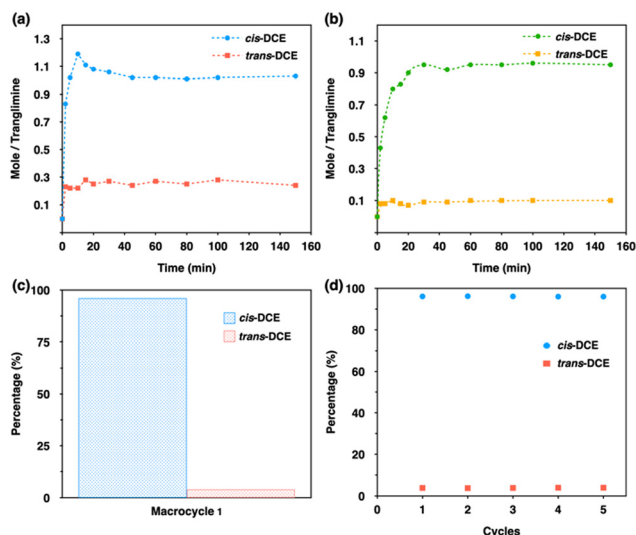 (a)
cis-DCE
trans-DCE
1.3
1.1
0.9
0.7
0.5
0.3
0.1
Mole / Tranglimine
0 20 40 60 80 100 120 140 160
Time (min)
(b)
cis-DCE
trans-DCE
1.1
0.9
0.7
0.5
0.3
0.1
Mole / Tranglimine
0 20 40 60 80 100 120 140 160
Time (min)
(c)
cis-DCE
trans-DCE
100
75
50
25
0
Percentage (%)
Macrocycle 1
(d)
cis-DCE
trans-DCE
100
80
60
40
20
0
Percentage (%)
0 1 2 3 4 5
Cycles